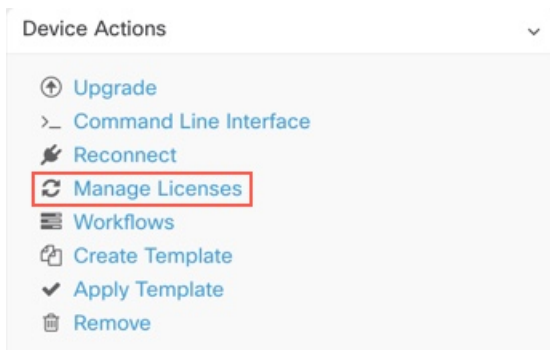 Device Actions
Upgrade
Command Line Interface
Reconnect
Manage Licenses
Workflows
Create Template
Apply Template
Remove